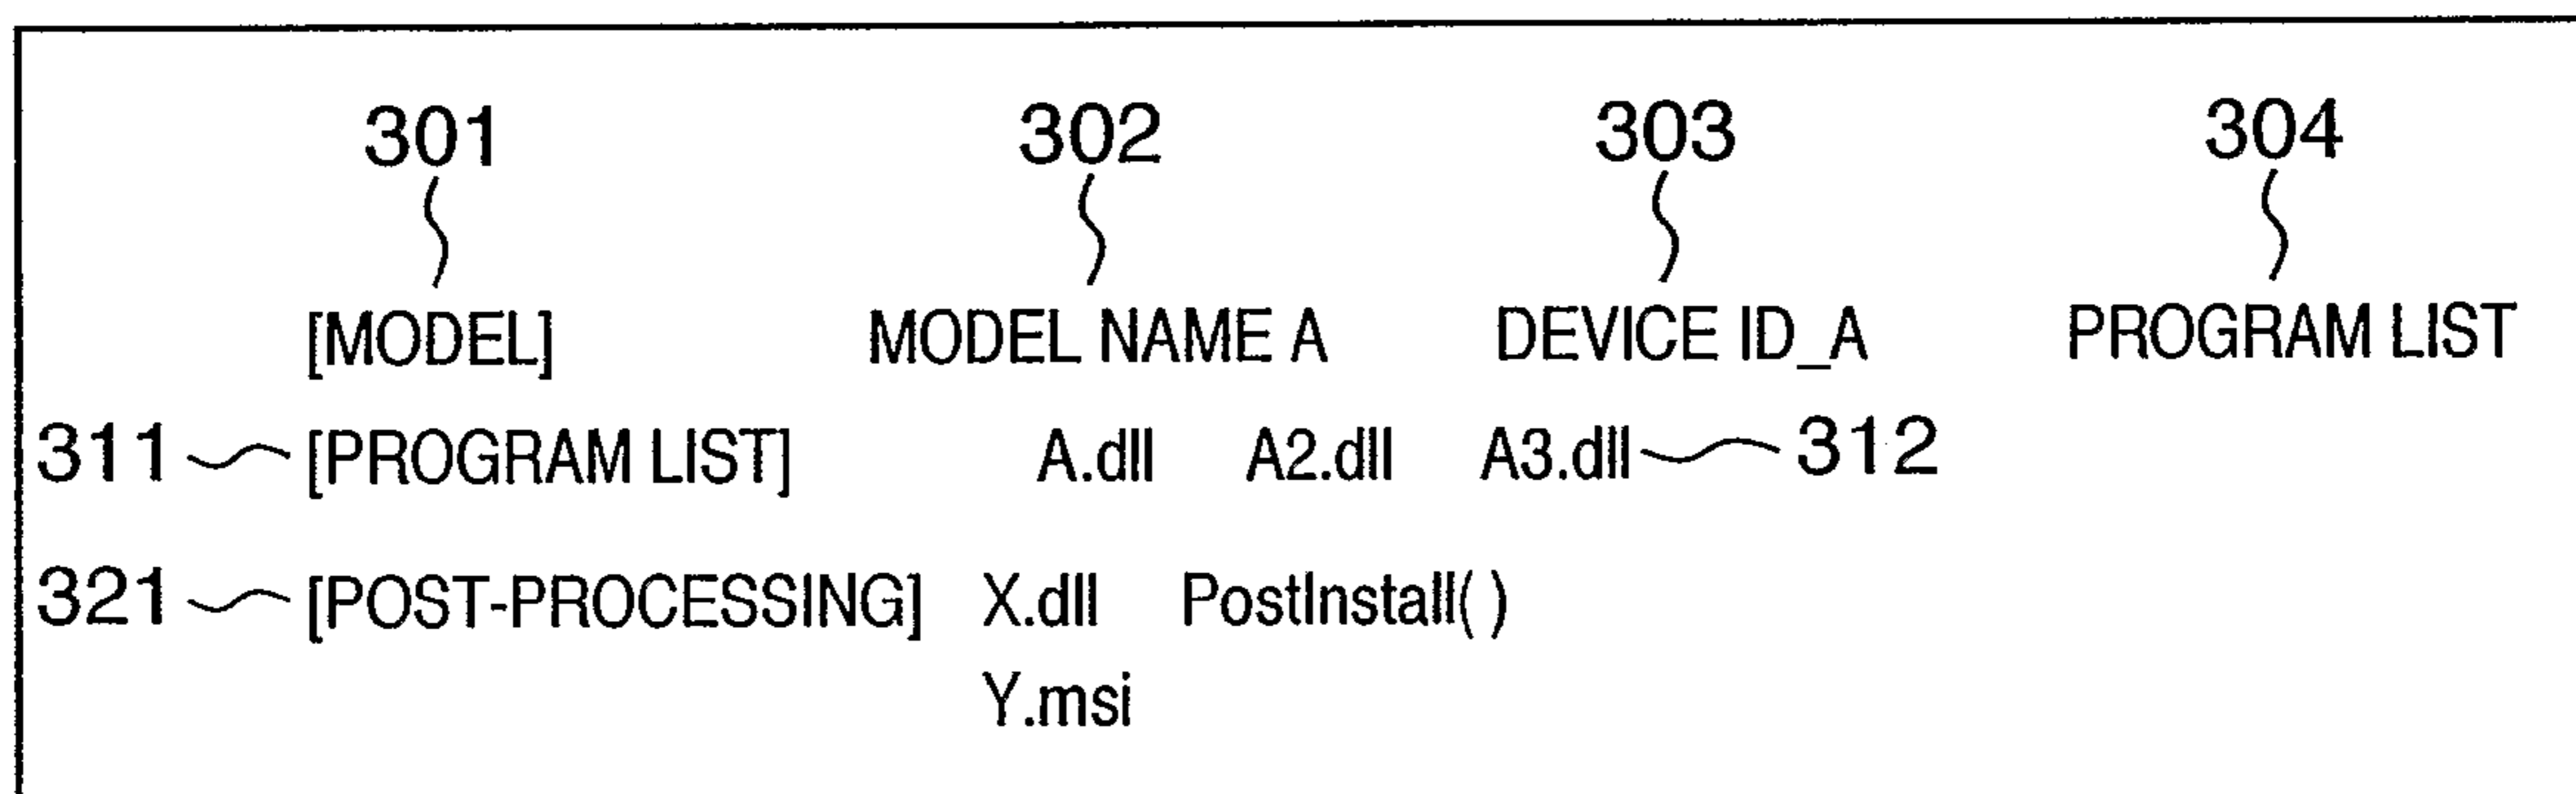 301 302 303 304
[MODEL] MODEL NAME A DEVICE ID_A PROGRAM LIST
311 [PROGRAM LIST] A.dll A2.dll A3.dll 312
321 [POST-PROCESSING] X.dll PostInstall( )
Y.msi